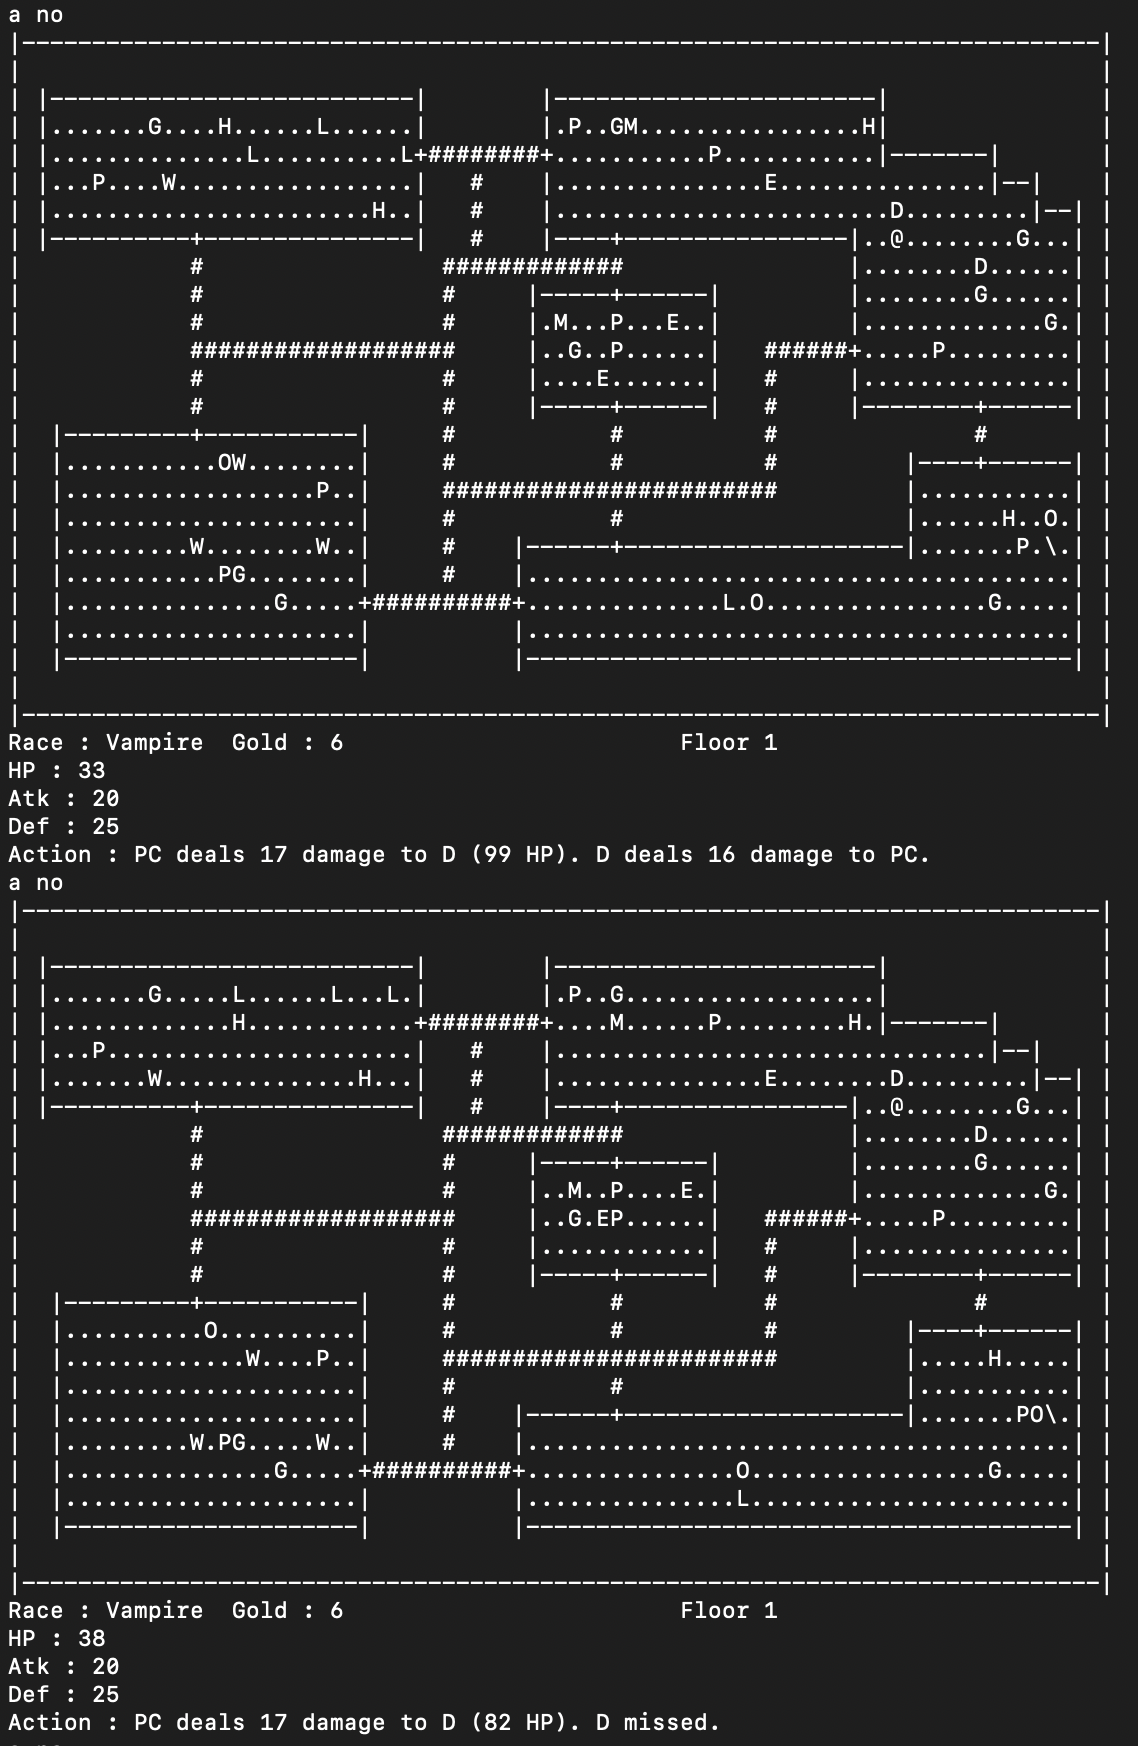 a no
|-----------------------------------------------------------------------------|
|                                                                             |
| |--------------------------|        |-----------------------|               |
| |.......G....H......L......|        |.P..GM................H|               |
| |..............L..........L+########+...........P...........|-------|       |
| |...P....W.................|   #    |...............E...............|--|    |
| |.......................H..|   #    |........................D.........|--| |
| |----------+---------------|   #    |----+----------------|..@........G...| |
|            #                 #############                |........D......| |
|            #                 #     |-----+------|         |........G......| |
|            #                 #     |.M...P...E..|         |.............G.| |
|            ###################     |..G..P......|   ######+.....P.........| |
|            #                 #     |....E.......|   #     |...............| |
|            #                 #     |-----+------|   #     |--------+------| |
|  |---------+-----------|     #           #          #              #        |
|  |...........OW........|     #           #          #         |----+------| |
|  |..................P..|     ########################         |...........| |
|  |.....................|     #           #                    |......H..O.| |
|  |.........W........W..|     #    |------+--------------------|.......P.\.| |
|  |...........PG........|     #    |.......................................| |
|  |...............G.....+##########+..............L.O................G.....| |
|  |.....................|          |.......................................| |
|  |---------------------|          |---------------------------------------| |
|                                                                             |
|-----------------------------------------------------------------------------|
Race : Vampire  Gold : 6                        Floor 1
HP : 33
Atk : 20
Def : 25
Action : PC deals 17 damage to D (99 HP). D deals 16 damage to PC.
a no
|-----------------------------------------------------------------------------|
|                                                                             |
| |--------------------------|        |-----------------------|               |
| |.......G.....L......L...L.|        |.P..G..................|               |
| |.............H............+########+....M......P.........H.|-------|       |
| |...P......................|   #    |...............................|--|    |
| |.......W..............H...|   #    |...............E........D.........|--| |
| |----------+---------------|   #    |----+----------------|..@........G...| |
|            #                 #############                |........D......| |
|            #                 #     |-----+------|         |........G......| |
|            #                 #     |..M..P....E.|         |.............G.| |
|            ###################     |..G.EP......|   ######+.....P.........| |
|            #                 #     |............|   #     |...............| |
|            #                 #     |-----+------|   #     |--------+------| |
|  |---------+-----------|     #           #          #              #        |
|  |..........O..........|     #           #          #         |----+------| |
|  |.............W....P..|     ########################         |.....H.....| |
|  |.....................|     #           #                    |...........| |
|  |.....................|     #    |------+--------------------|.......PO\.| |
|  |.........W.PG.....W..|     #    |.......................................| |
|  |...............G.....+##########+...............O.................G.....| |
|  |.....................|          |...............L.......................| |
|  |---------------------|          |---------------------------------------| |
|                                                                             |
|-----------------------------------------------------------------------------|
Race : Vampire  Gold : 6                        Floor 1
HP : 38
Atk : 20
Def : 25
Action : PC deals 17 damage to D (82 HP). D missed.